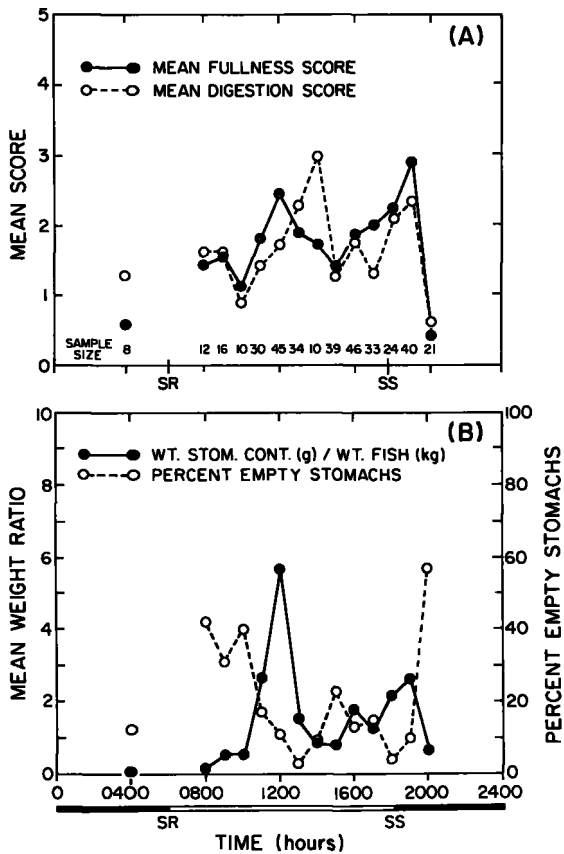 (A)
MEAN FULLNESS SCORE
MEAN DIGESTION SCORE
5
4
3
2
1
0
MEAN SCORE
SAMPLE SIZE
8 12 16 10 30 45 34 10 39 46 33 24 40 21
SR SS
(B)
WT. STOM. CONT. (g) / WT. FISH (kg)
PERCENT EMPTY STOMACHS
10
8
6
4
2
0
MEAN WEIGHT RATIO
100
80
60
40
20
0
PERCENT EMPTY STOMACHS
0 0400 0800 1200 1600 2000 2400
SR SS
TIME (hours)